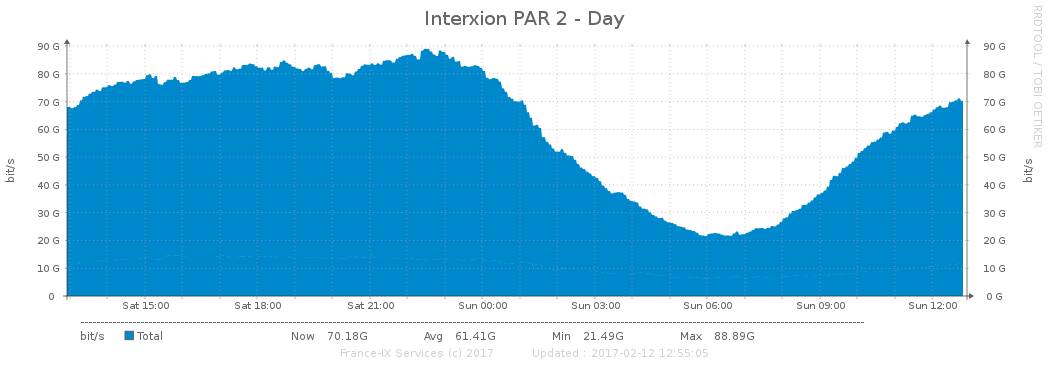 Interxion PAR 2 - Day
RRDTOOL / TOBI OETIKER
bit/s
bit/s
90 G 90 G
80 G 80 G
70 G 70 G
60 G 60 G
50 G 50 G
40 G 40 G
30 G 30 G
20 G 20 G
10 G 10 G
0 0 G
Sat 15:00 Sat 18:00 Sat 21:00 Sun 00:00 Sun 03:00 Sun 06:00 Sun 09:00 Sun 12:00
bit/s Total Now 70.18G Avg 61.41G Min 21.49G Max 88.89G
France-IX Services (c) 2017 Updated : 2017-02-12 12:55:05